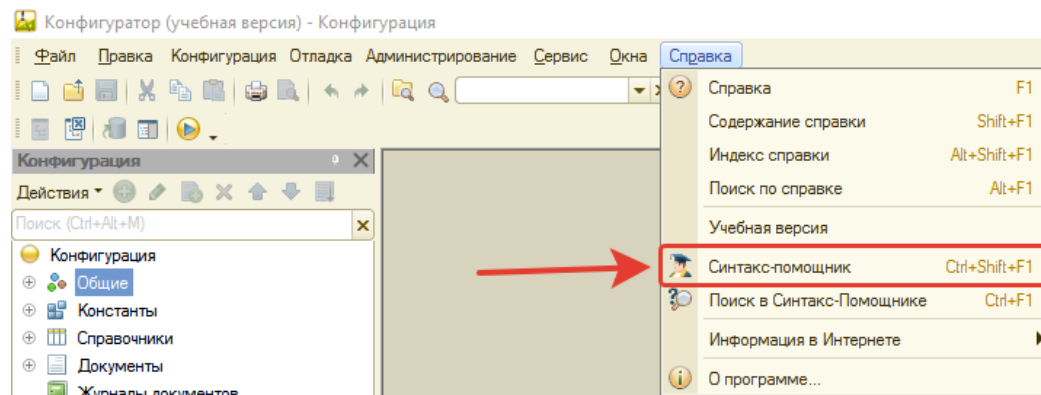 Конфигуратор (учебная версия) - Конфигурация
Файл Правка Конфигурация Отладка Администрирование Сервис Окна Справка
Справка F1
Содержание справки Shift+F1
Индекс справки Alt+Shift+F1
Поиск по справке Alt+F1
Учебная версия
Синтакс-помощник Ctrl+Shift+F1
Поиск в Синтакс-Помощнике Ctrl+F1
Информация в Интернете
О программе...
Конфигурация
Действия
Поиск (Ctrl+Alt+M)
Конфигурация
Общие
Константы
Справочники
Документы
Журналы документов